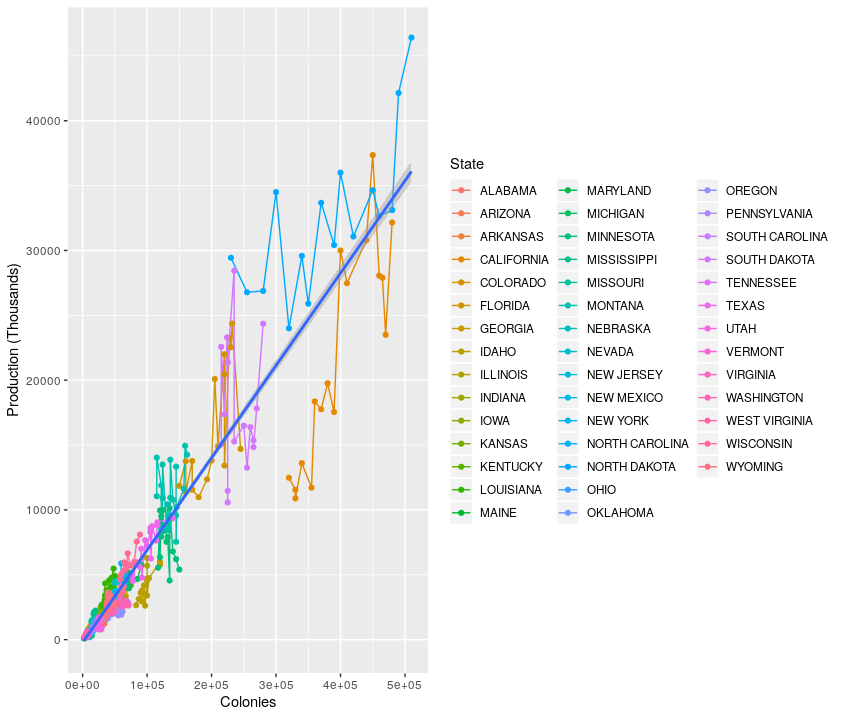 40000
30000
20000
10000
0
Production (Thousands)
0e+00 1e+05 2e+05 3e+05 4e+05 5e+05
Colonies
State
ALABAMA
ARIZONA
ARKANSAS
CALIFORNIA
COLORADO
FLORIDA
GEORGIA
IDAHO
ILLINOIS
INDIANA
IOWA
KANSAS
KENTUCKY
LOUISIANA
MAINE
MARYLAND
MICHIGAN
MINNESOTA
MISSISSIPPI
MISSOURI
MONTANA
NEBRASKA
NEVADA
NEW JERSEY
NEW MEXICO
NEW YORK
NORTH CAROLINA
NORTH DAKOTA
OHIO
OKLAHOMA
OREGON
PENNSYLVANIA
SOUTH CAROLINA
SOUTH DAKOTA
TENNESSEE
TEXAS
UTAH
VERMONT
VIRGINIA
WASHINGTON
WEST VIRGINIA
WISCONSIN
WYOMING